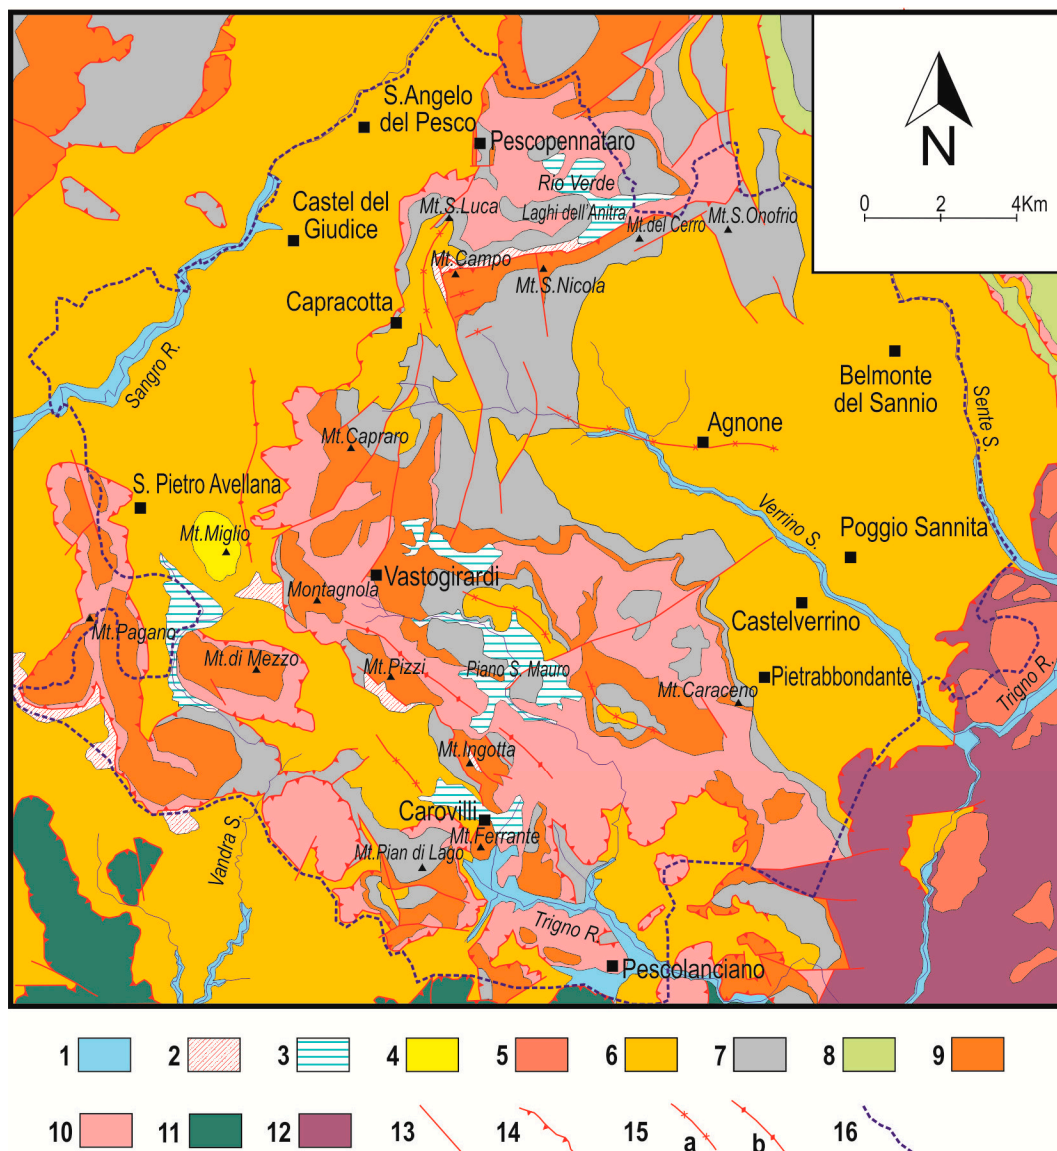 S.Angelo
del Pesco
Pescopennataro
Rio Verde
Castel del
Giudice
Mt.S.Luca
Laghi dell'Anitra
Mt.del Cerro
Mt.S.Onofrio
Mt.Campo
Mt.S.Nicola
Capracotta
Sangro R.
N
0 2 4Km
Belmonte
del Sannio
Sente S.
Agnone
Mt.Capraro
S. Pietro Avellana
Mt.Miglio
Verrino S.
Poggio Sannita
Vastogirardi
Montagnola
Castelverrino
Mt.Pagano
Mt.di Mezzo
Mt.Pizzi
Piano S. Mauro
Mt.Caraceno
Pietrabbondante
Trigno R.
Mt.Ingotta
Carovilli
Mt.Ferrante
Mt.Pian di Lago
Vandra S.
Trigno R.
Pescolanciano
1 2 3 4 5 6 7 8 9
10 11 12 13 14 15 a b 16